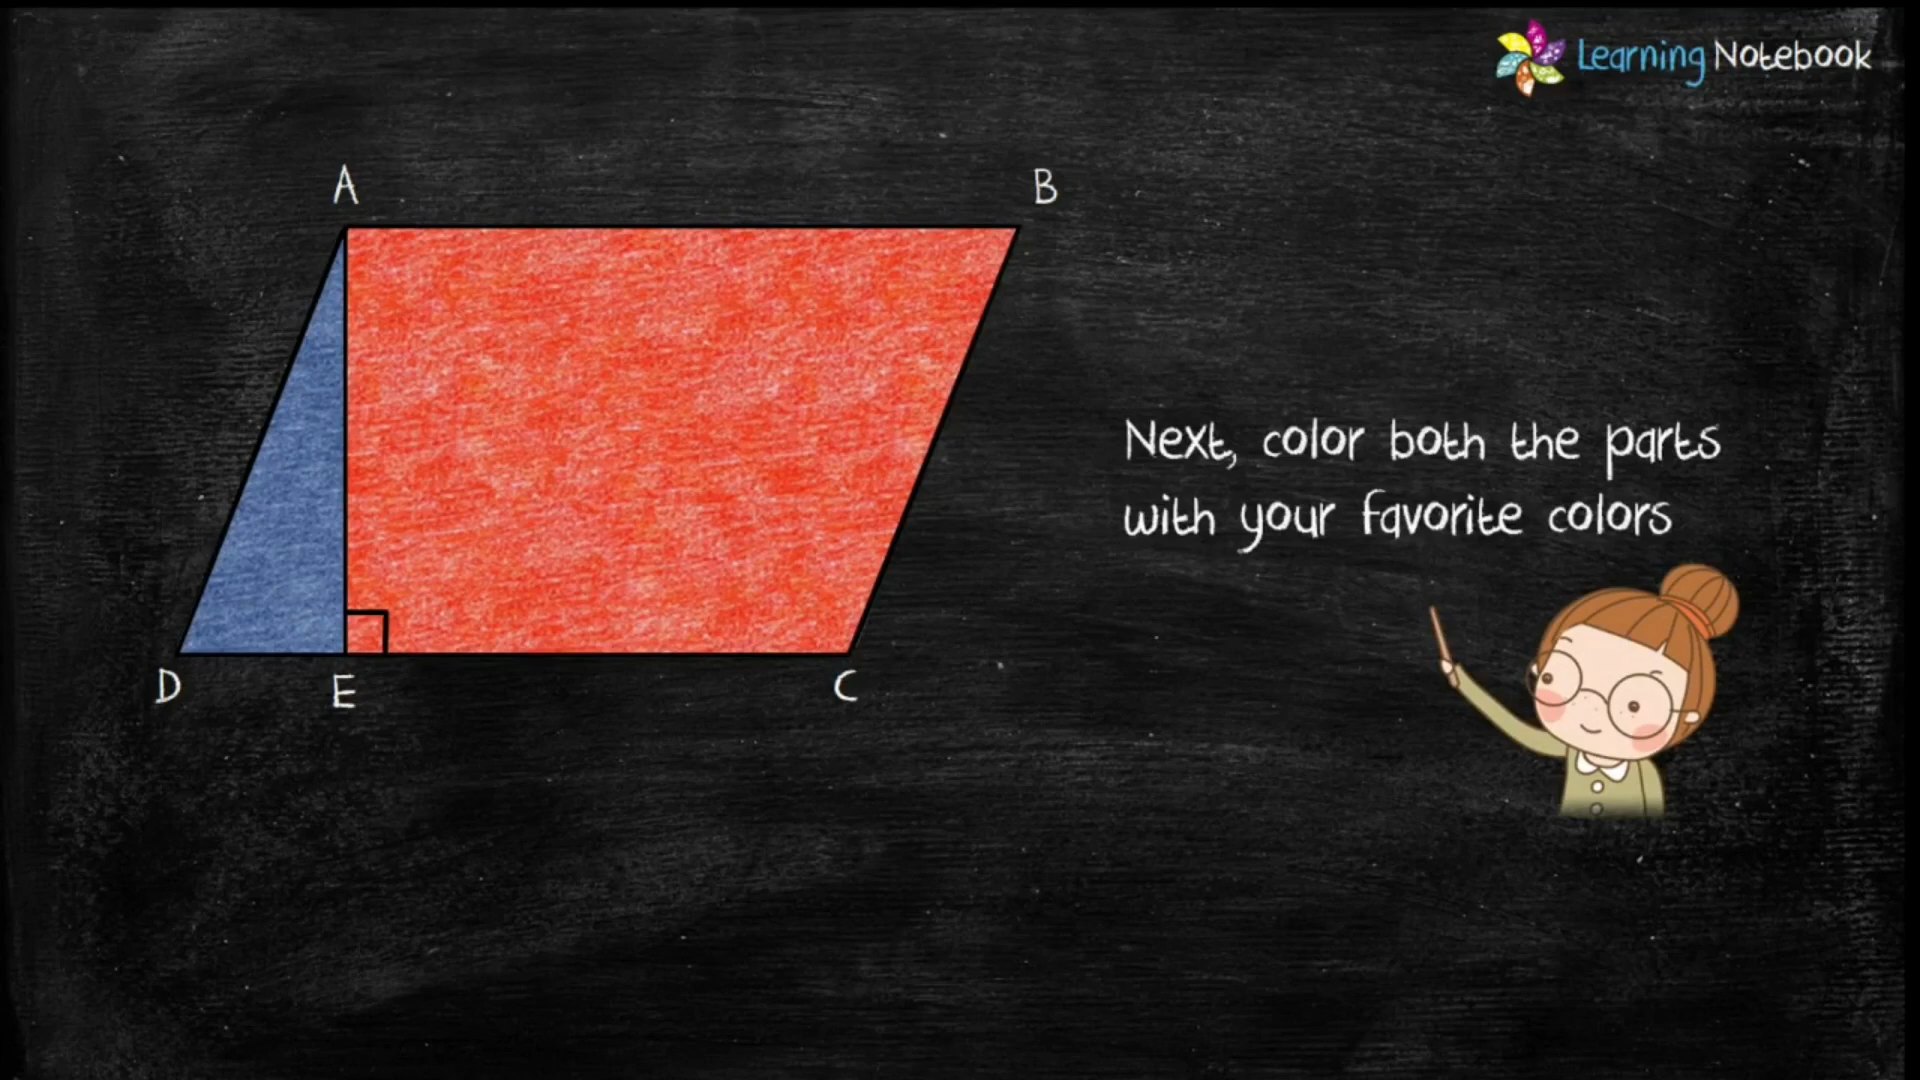 Learning Notebook
A
B
Next, color both the parts
with your favorite colors
D
E
C